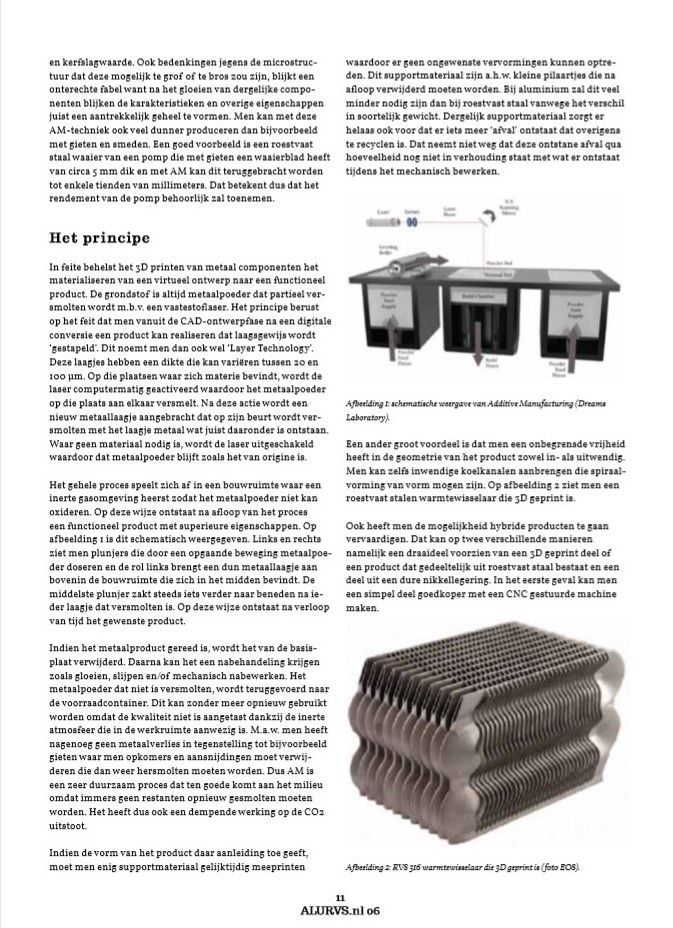 en kerfslagwaarde. Ook bedenkingen jegens de microstruc-
tuur dat deze mogelijk te grof of te bros zou zijn, blijkt een
onterechte fabel want na het gloeien van dergelijke compo-
nenten blijken de karakteristieken en overige eigenschappen
juist een aantrekkelijk geheel te vormen. Men kan met deze
AM-techniek ook veel dunner produceren dan bijvoorbeeld
met gieten en smeden. Een goed voorbeeld is een roestvast
staal waaier van een pomp die met gieten een waaierblad heeft
van circa 5 mm dik en met AM kan dit teruggebracht worden
tot enkele tienden van millimeters. Dat betekent dus dat het
rendement van de pomp behoorlijk zal toenemen.
Het principe
In feite behelst het 3D printen van metaal componenten het
materialiseren van een virtueel ontwerp naar een functioneel
product. De grondstof is altijd metaalpoeder dat partieel ver-
smolten wordt m.b.v. een vastestoflaser. Het principe berust
op het feit dat men vanuit de CAD-ontwerpfase na een digitale
conversie een product kan realiseren dat laagsgewijs wordt
'gestapeld'. Dit noemt men dan ook wel 'Layer Technology'.
Deze laagjes hebben een dikte die kan variëren tussen 20 en
100 µm. Op die plaatsen waar zich materie bevindt, wordt de
laser computermatig geactiveerd waardoor het metaalpoeder
op die plaats aan elkaar versmelt. Na deze actie wordt een
nieuw metaallaagje aangebracht dat op zijn beurt wordt ver-
smolten met het laagje metaal wat juist daaronder is ontstaan.
Waar geen materiaal nodig is, wordt de laser uitgeschakeld
waardoor dat metaalpoeder blijft zoals het van origine is.
Het gehele proces speelt zich af in een bouwruimte waar een
inerte gasomgeving heerst zodat het metaalpoeder niet kan
oxideren. Op deze wijze ontstaat na afloop van het proces
een functioneel product met superieure eigenschappen. Op
afbeelding 1 is dit schematisch weergegeven. Links en rechts
ziet men plunjers die door een opgaande beweging metaalpoe-
der doseren en de rol links brengt een dun metaallaagje aan
bovenin de bouwruimte die zich in het midden bevindt. De
middelste plunjer zakt steeds iets verder naar beneden na ie-
der laagje dat versmolten is. Op deze wijze ontstaat na verloop
van tijd het gewenste product.
Indien het metaalproduct gereed is, wordt het van de basis-
plaat verwijderd. Daarna kan het een nabehandeling krijgen
zoals gloeien, slijpen en/of mechanisch nabewerken. Het
metaalpoeder dat niet is versmolten, wordt teruggevoerd naar
de voorraadcontainer. Dit kan zonder meer opnieuw gebruikt
worden omdat de kwaliteit niet is aangetast dankzij de inerte
atmosfeer die in de werkruimte aanwezig is. M.a.w. men heeft
nagenoeg geen metaalverlies in tegenstelling tot bijvoorbeeld
gieten waar men opkomers en aansnijdingen moet verwij-
deren die dan weer hersmolten moeten worden. Dus AM is
een zeer duurzaam proces dat ten goede komt aan het milieu
omdat immers geen restanten opnieuw gesmolten moeten
worden. Het heeft dus ook een dempende werking op de CO2
uitstoot.
Indien de vorm van het product daar aanleiding toe geeft,
moet men enig supportmateriaal gelijktijdig meeprinten
waardoor er geen ongewenste vervormingen kunnen optre-
den. Dit supportmateriaal zijn a.h.w. kleine pilaartjes die na
afloop verwijderd moeten worden. Bij aluminium zal dit veel
minder nodig zijn dan bij roestvast staal vanwege het verschil
in soortelijk gewicht. Dergelijk supportmateriaal zorgt er
helaas ook voor dat er iets meer 'afval' ontstaat dat overigens
te recyclen is. Dat neemt niet weg dat deze ontstane afval qua
hoeveelheid nog niet in verhouding staat met wat er ontstaat
tijdens het mechanisch bewerken.
Laser
Lenses
Laser
Beam
X-Y
Scanning
Mirror
Leveling
Roller
Powder Bed
Build Chamber
Powder
Feed
Supply
Powder
Feed
Supply
Powder
Feed
Piston
Build
Piston
Powder
Feed
Piston
Afbeelding 1: schematische weergave van Additive Manufacturing (Dreams
Laboratory).
Een ander groot voordeel is dat men een onbegrensde vrijheid
heeft in de geometrie van het product zowel in- als uitwendig.
Men kan zelfs inwendige koelkanalen aanbrengen die spiraal-
vorming van vorm mogen zijn. Op afbeelding 2 ziet men een
roestvast stalen warmtewisselaar die 3D geprint is.
Ook heeft men de mogelijkheid hybride producten te gaan
vervaardigen. Dat kan op twee verschillende manieren
namelijk een draaideel voorzien van een 3D geprint deel of
een product dat gedeeltelijk uit roestvast staal bestaat en een
deel uit een dure nikkellegering. In het eerste geval kan men
een simpel deel goedkoper met een CNC gestuurde machine
maken.
Afbeelding 2: RVS 316 warmtewisselaar die 3D geprint is (foto EOS).
11
ALURVS.nl 06